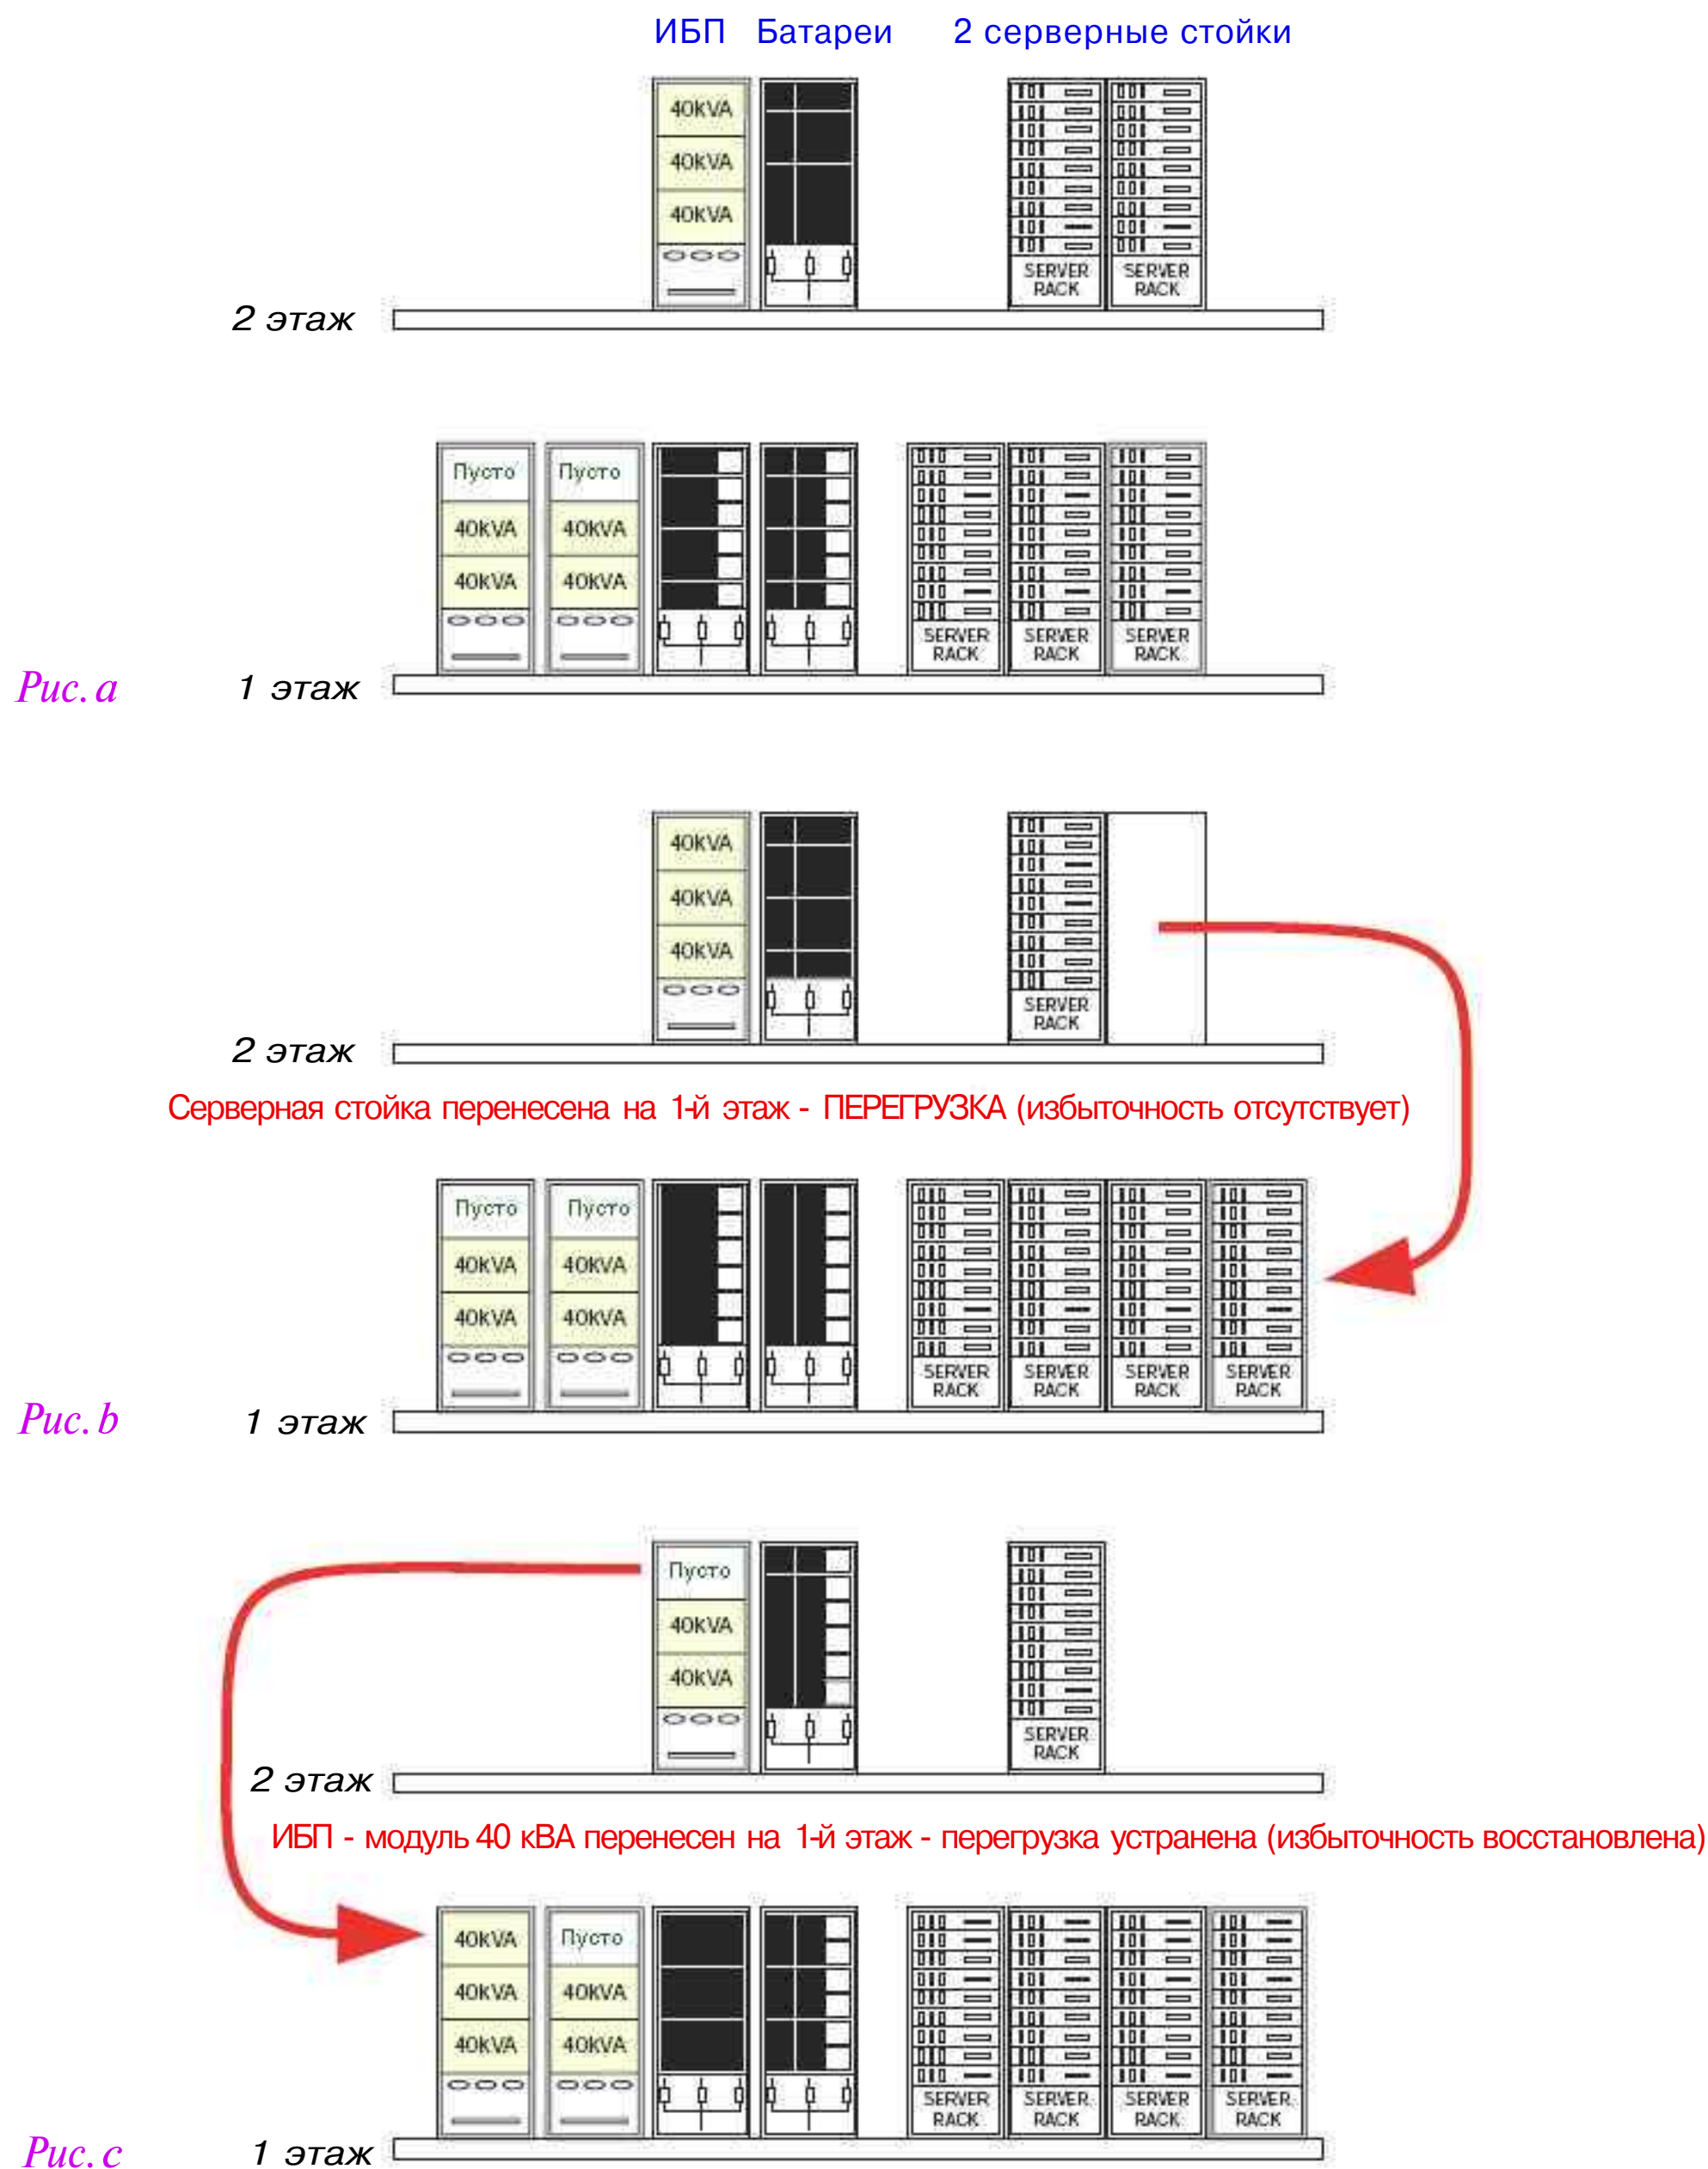 ИБП Батареи 2 серверные стойки
40kVA
40kVA
40kVA
SERVER RACK SERVER RACK
2 этаж
Пусто Пусто
40kVA 40kVA
40kVA 40kVA
SERVER RACK SERVER RACK SERVER RACK
Рис. a 1 этаж
40kVA
40kVA
40kVA
SERVER RACK
2 этаж
Серверная стойка перенесена на 1-й этаж - ПЕРЕГРУЗКА (избыточность отсутствует)
Пусто Пусто
40kVA 40kVA
40kVA 40kVA
SERVER RACK SERVER RACK SERVER RACK SERVER RACK
Рис. b 1 этаж
Пусто
40kVA
40kVA
SERVER RACK
2 этаж
ИБП - модуль 40 кВА перенесен на 1-й этаж - перегрузка устранена (избыточность восстановлена)
40kVA Пусто
40kVA 40kVA
40kVA 40kVA
SERVER RACK SERVER RACK SERVER RACK SERVER RACK
Рис. c 1 этаж